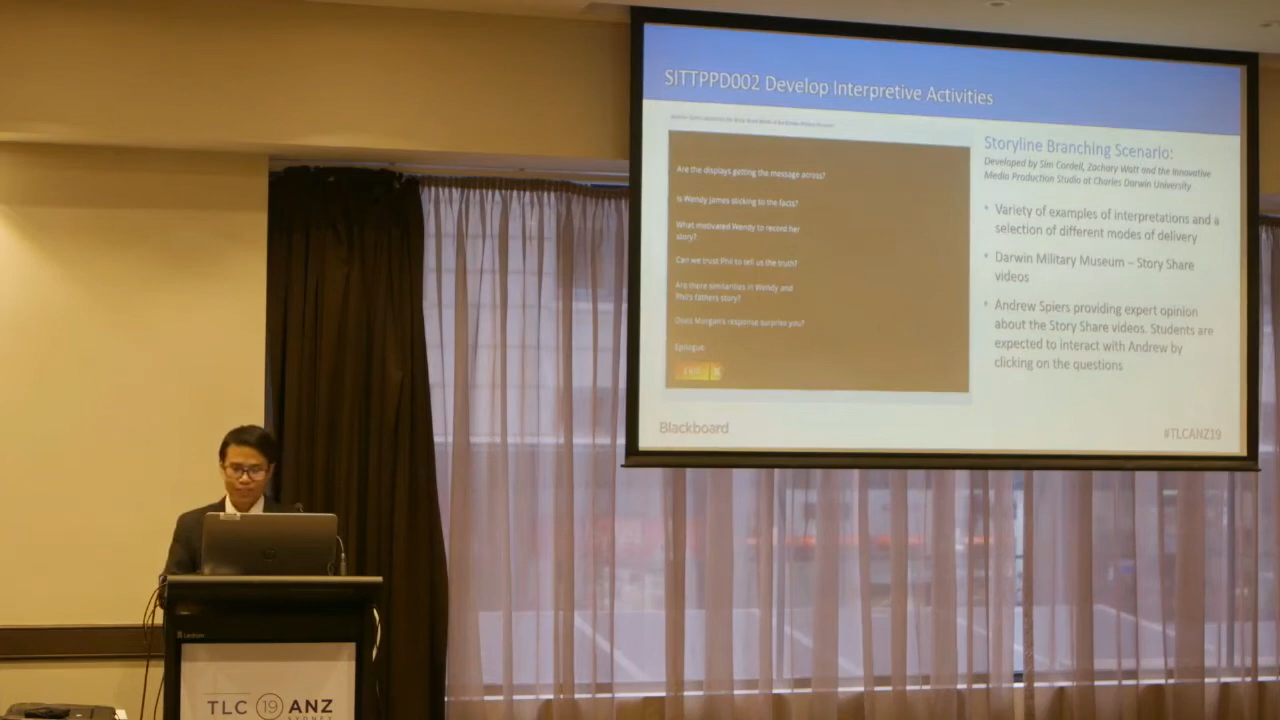 SITTPPD002 Develop Interpretive Activities
Are the displays getting the message across?
Is Wendy James sticking to the facts?
What motivated Wendy to record her
story?
Can we trust Phil to tell us the truth?
Are there similarities in Wendy and
Phil's fathers story?
Does Morgan's response surprise you?
Epilogue
Storyline Branching Scenario:
Developed by Sim Cordell, Zachary Watt and the Innovative
Media Production Studio at Charles Darwin University
• Variety of examples of interpretations and a
selection of different modes of delivery
• Darwin Military Museum – Story Share
videos
• Andrew Spiers providing expert opinion
about the Story Share videos. Students are
expected to interact with Andrew by
clicking on the questions
Blackboard
#TLCANZ19
Lectrum
TLC 19 ANZ
SYDNEY